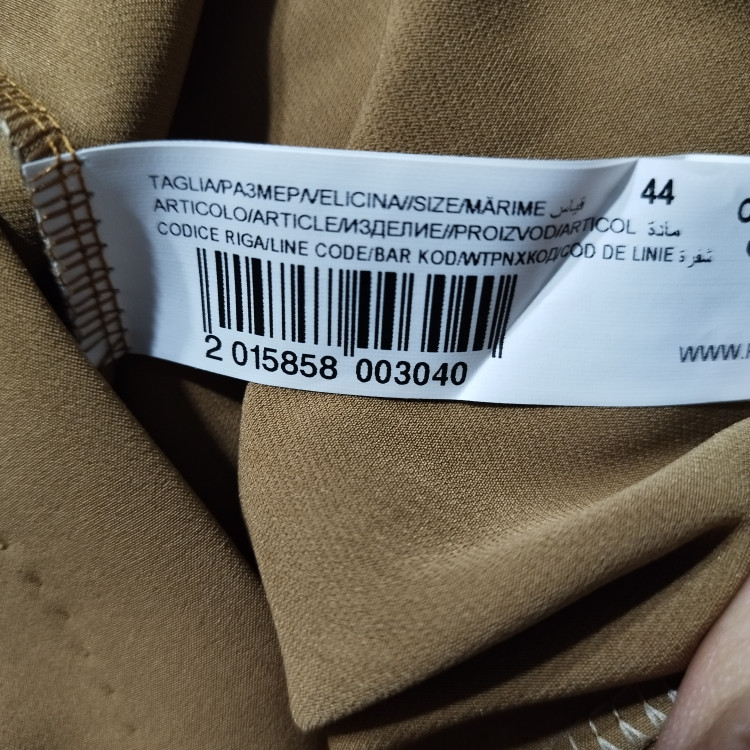 TAGLIA/РАЗМЕР/VELICINA//SIZE/MĂRIME قياس 44
ARTICOLO/ARTICLE/ИЗДЕЛИЕ//PROIZVOD/ARTICOL مادة
CODICE RIGA/LINE CODE/BAR KOD/WTPNXКОД/COD DE LINIE شفرة
2 015858 003040
WWW.